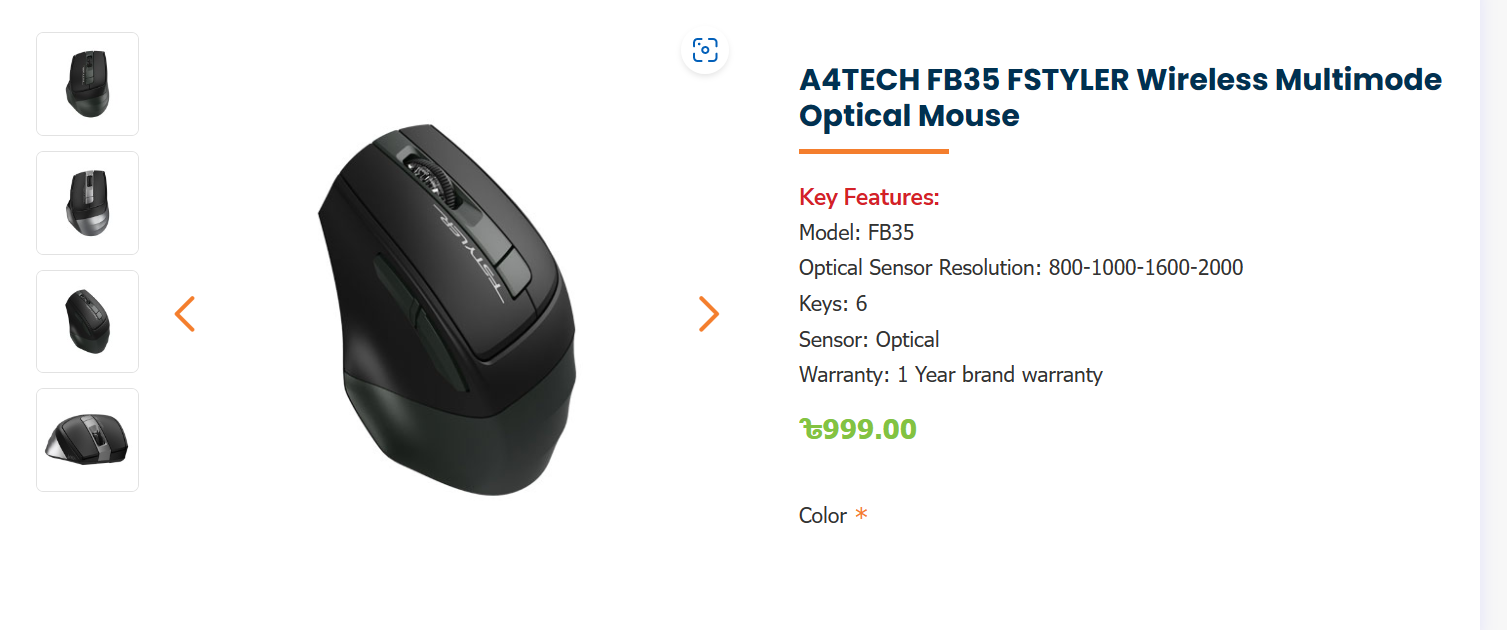 A4TECH FB35 FSTYLER Wireless Multimode
Optical Mouse
Key Features:
Model: FB35
Optical Sensor Resolution: 800-1000-1600-2000
Keys: 6
Sensor: Optical
Warranty: 1 Year brand warranty
৳999.00
Color *
FSTYLER